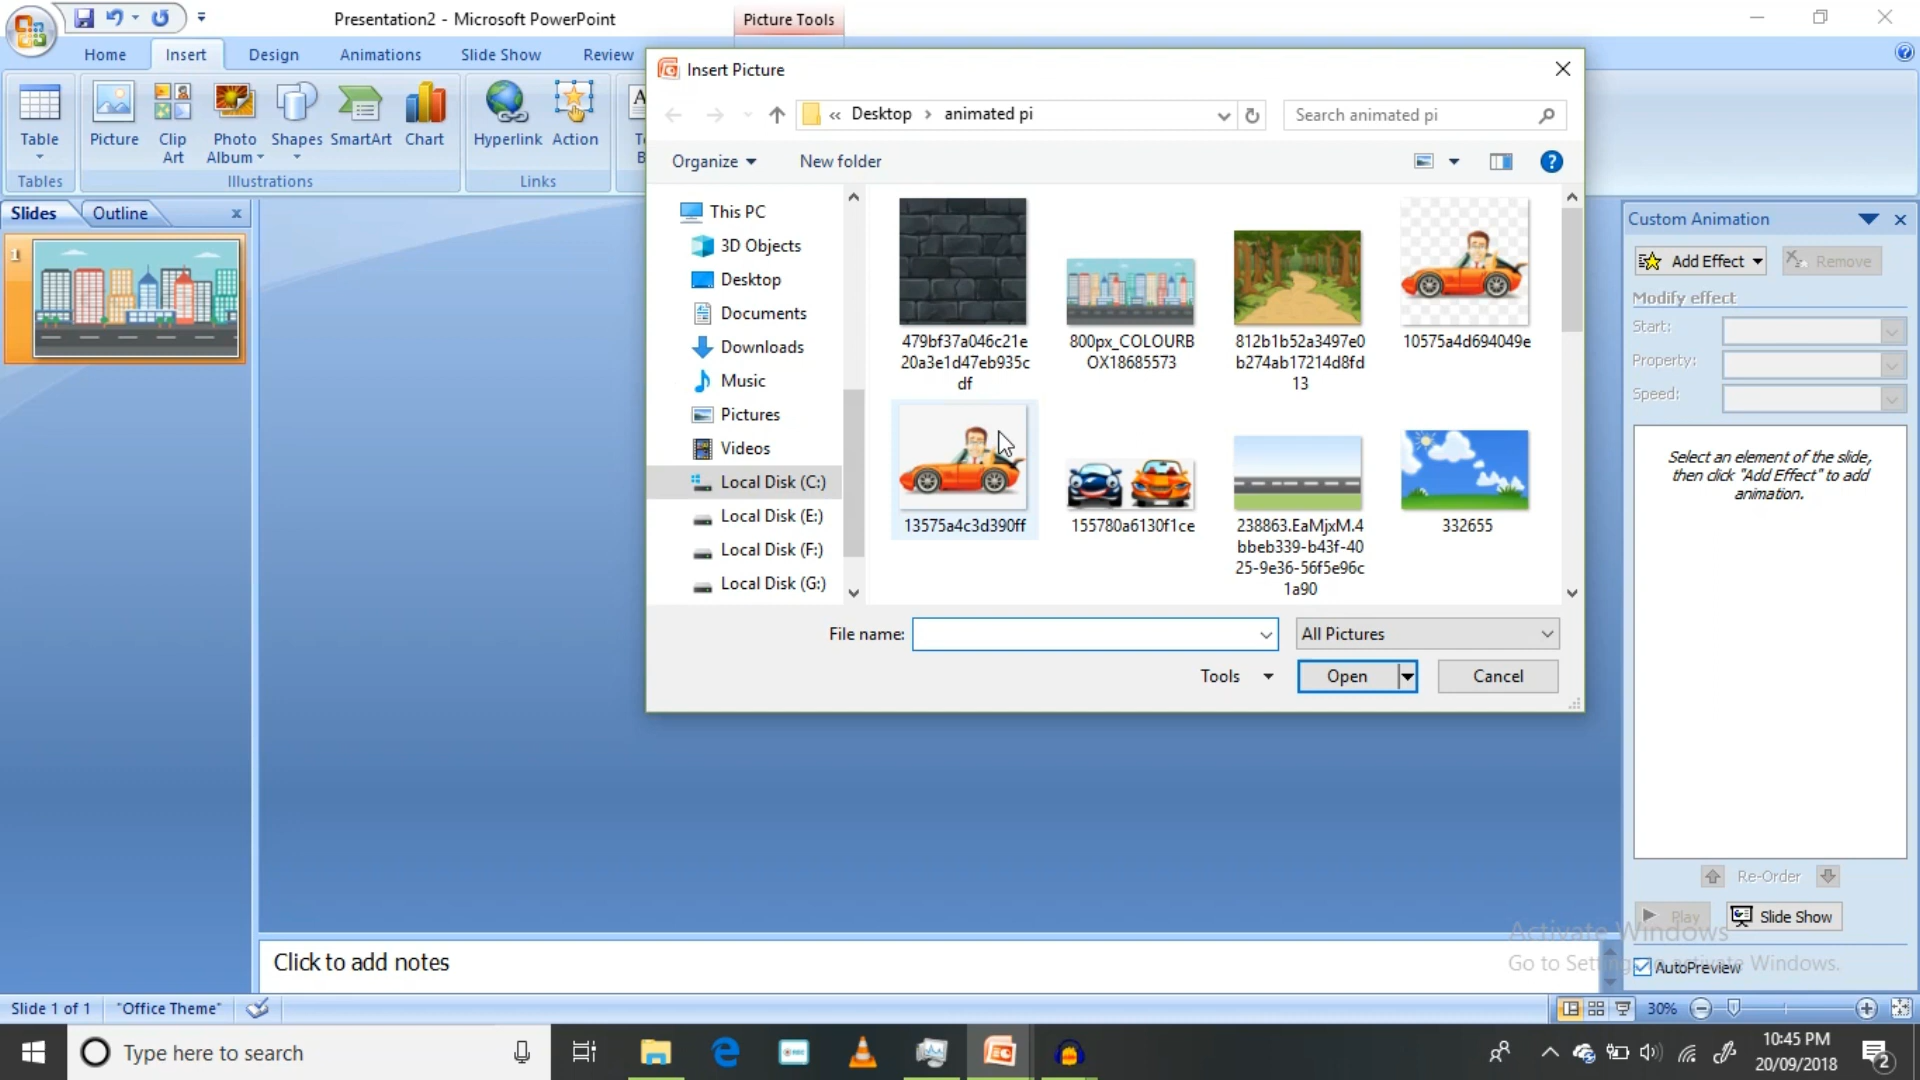 Presentation2 - Microsoft PowerPoint
Picture Tools
Home
Insert
Design
Animations
Slide Show
Review
Table
Picture
Clip
Art
Photo
Album
Shapes
SmartArt
Chart
Hyperlink
Action
A
Tables
Illustrations
Links
Slides
Outline
1
Insert Picture
« Desktop › animated pi
Search animated pi
Organize
New folder
This PC
3D Objects
Desktop
Documents
Downloads
Music
Pictures
Videos
Local Disk (C:)
Local Disk (E:)
Local Disk (F:)
Local Disk (G:)
479bf37a046c21e
20a3e1d47eb935c
df
800px_COLOURB
OX18685573
812b1b52a3497e0
b274ab17214d8fd
13
10575a4d694049e
13575a4c3d390ff
155780a6130f1ce
238863.EaMjxM.4
bbeb339-b43f-40
25-9e36-56f5e96c
1a90
332655
File name:
All Pictures
Tools
Open
Cancel
Custom Animation
Add Effect
Remove
Modify effect
Start:
Property:
Speed:
Select an element of the slide,
then click "Add Effect" to add
animation.
Re-Order
Play
Slide Show
AutoPreview
Activate Windows
Go to Settings to activate Windows.
Click to add notes
Slide 1 of 1
"Office Theme"
30%
Type here to search
10:45 PM
20/09/2018
2